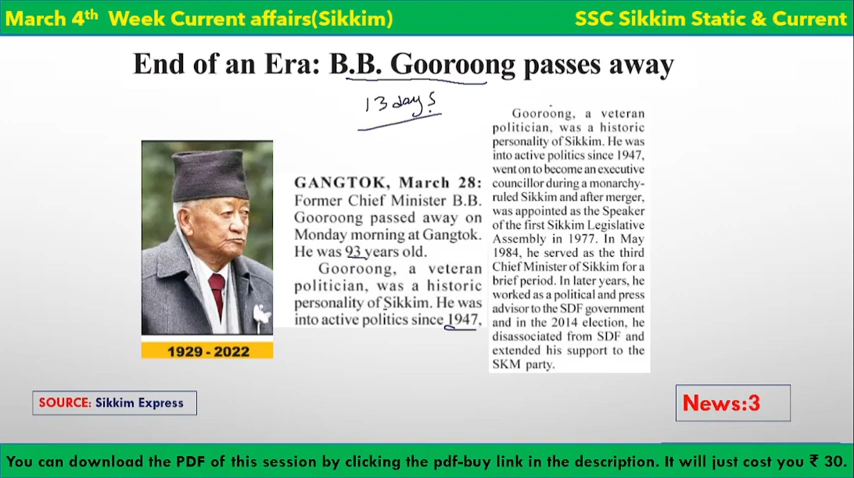 March 4th Week Current affairs(Sikkim)
SSC Sikkim Static & Current
End of an Era: B.B. Gooroong passes away
13 days
GANGTOK, March 28:
Former Chief Minister B.B.
Gooroong passed away on
Monday morning at Gangtok.
He was 93 years old.
Gooroong, a veteran
politician, was a historic
personality of Sikkim. He was
into active politics since 1947,
Gooroong, a veteran
politician, was a historic
personality of Sikkim. He was
into active politics since 1947,
went on to become an executive
councillor during a monarchy-
ruled Sikkim and after merger,
was appointed as the Speaker
of the first Sikkim Legislative
Assembly in 1977. In May
1984, he served as the third
Chief Minister of Sikkim for a
brief period. In later years, he
worked as a political and press
advisor to the SDF government
and in the 2014 election, he
disassociated from SDF and
extended his support to the
SKM party.
1929 - 2022
SOURCE: Sikkim Express
News:3
You can download the PDF of this session by clicking the pdf-buy link in the description. It will just cost you ₹ 30.